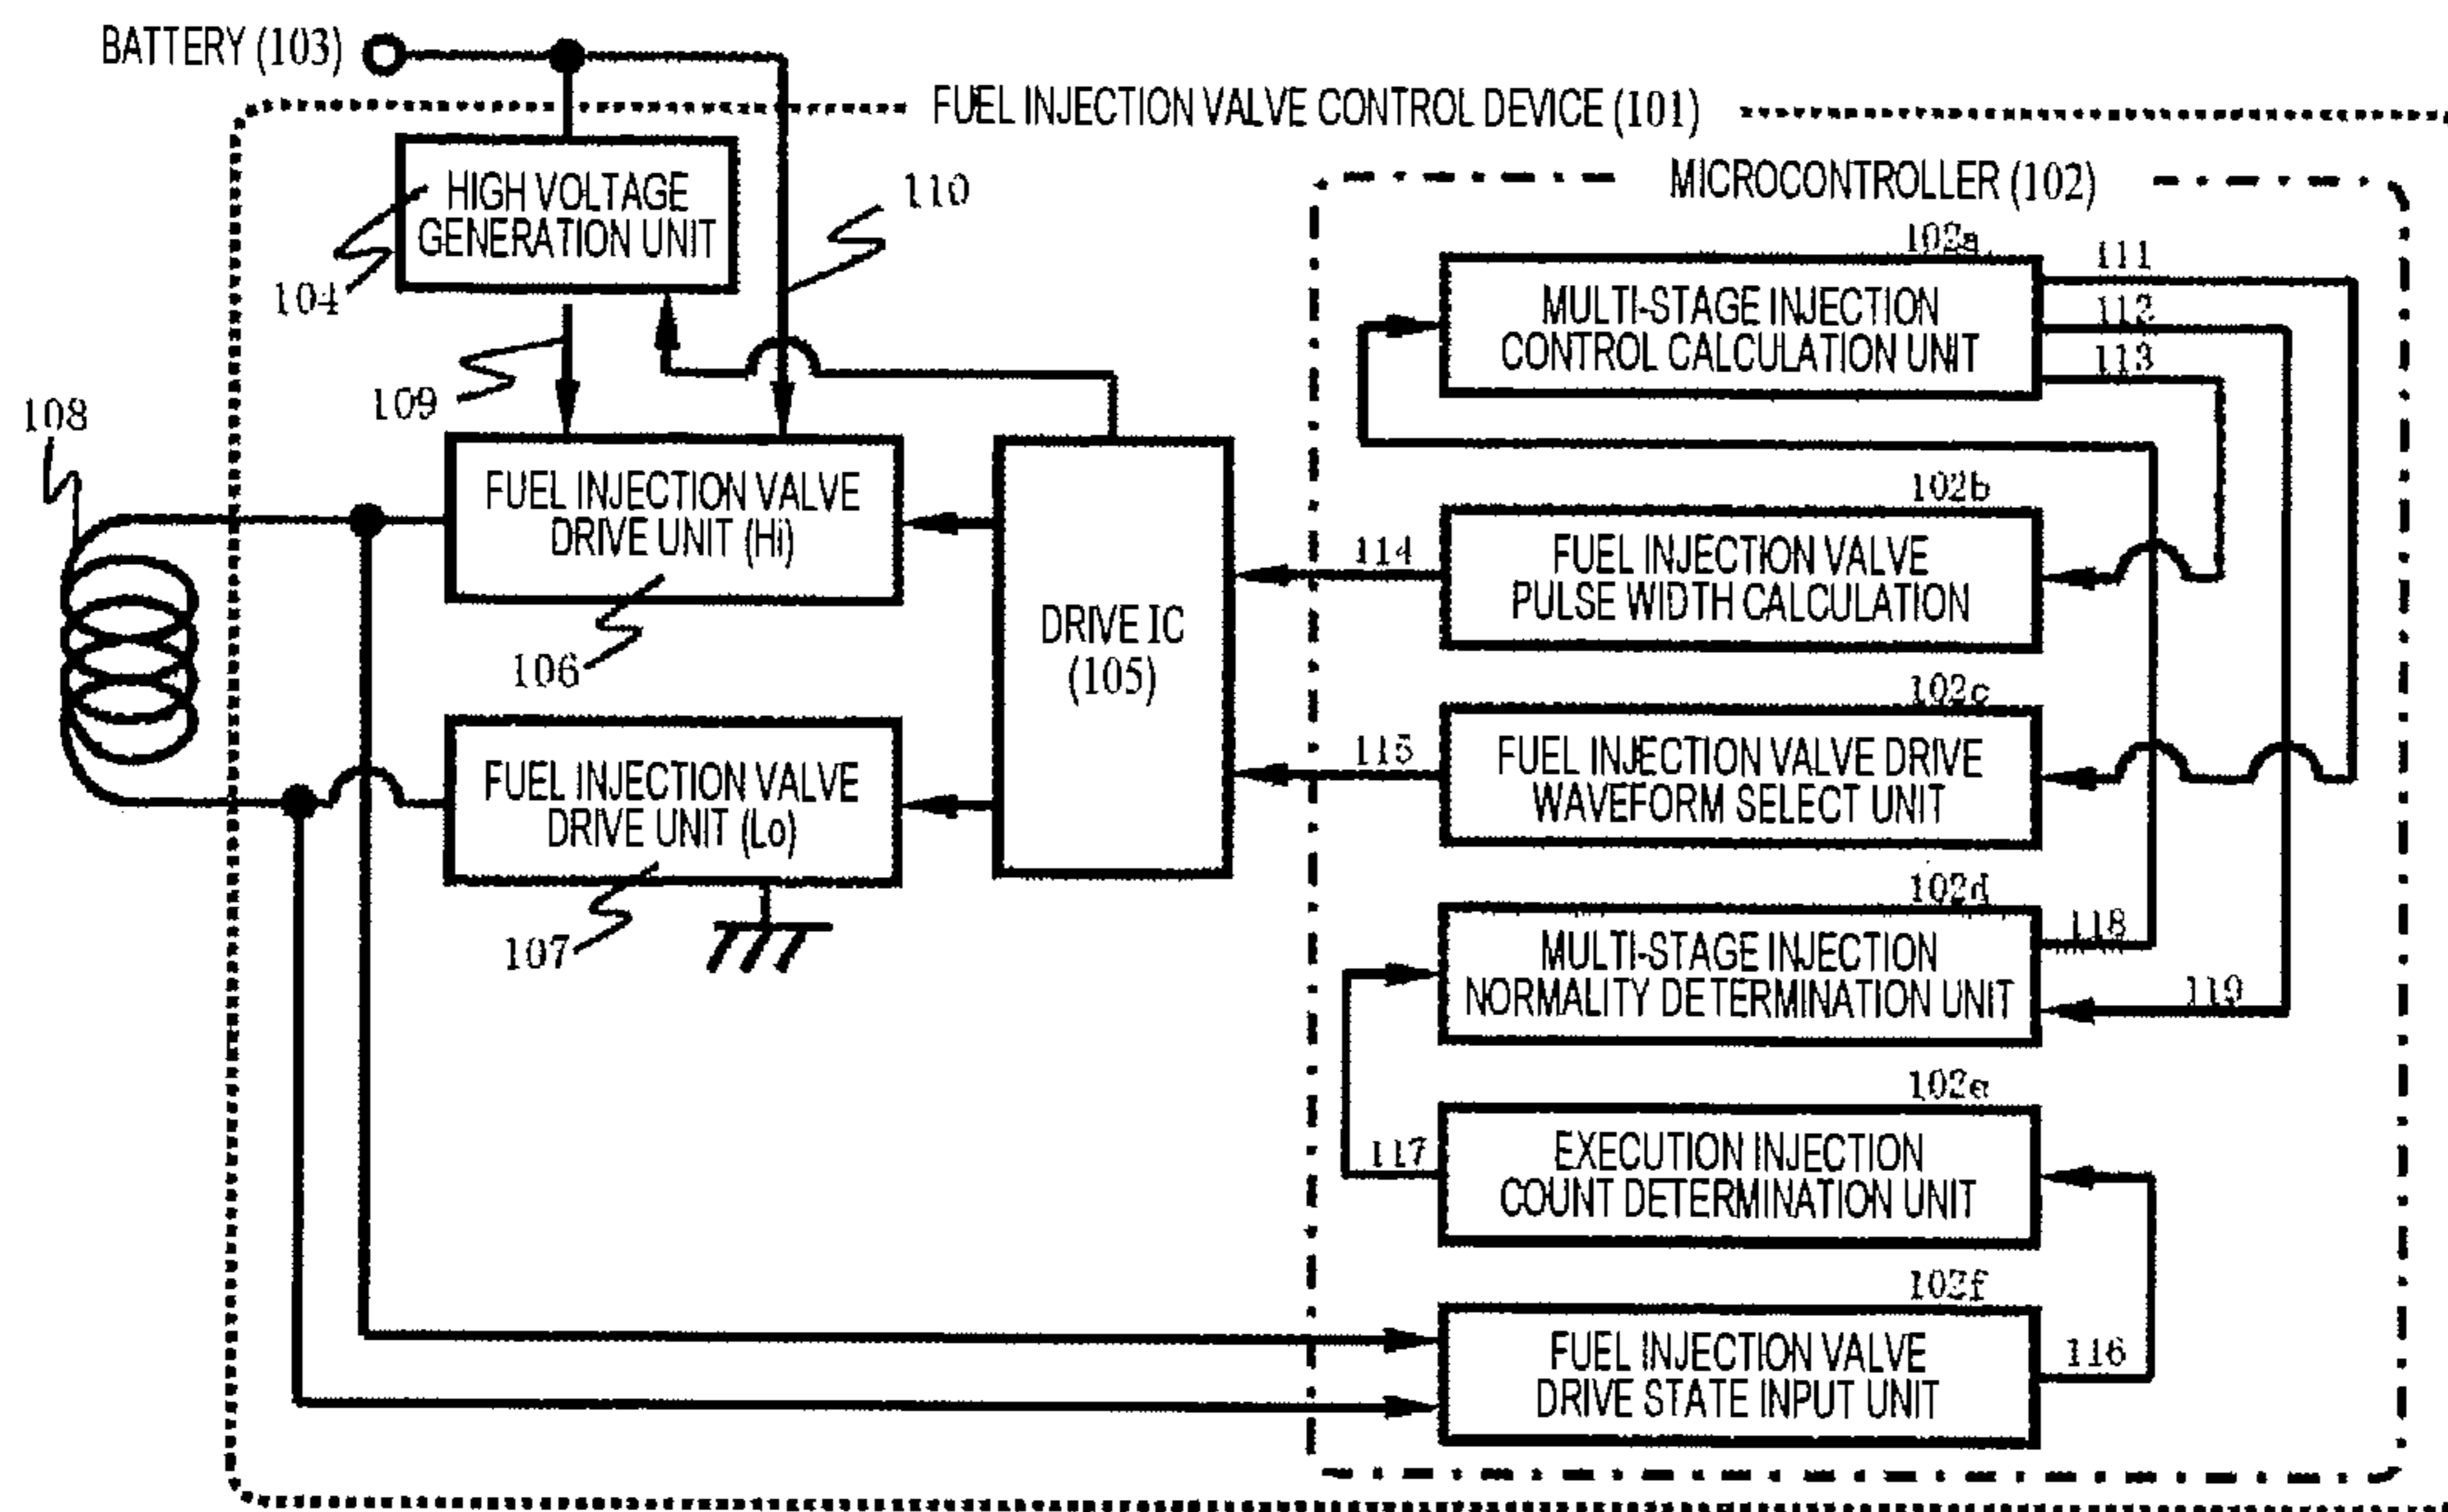 BATTERY (103)
FUEL INJECTION VALVE CONTROL DEVICE (101)
MICROCONTROLLER (102)
HIGH VOLTAGE
GENERATION UNIT
104
110
109
108
FUEL INJECTION VALVE
DRIVE UNIT (Hi)
106
FUEL INJECTION VALVE
DRIVE UNIT (Lo)
107
DRIVE IC
(105)
102a
MULTI-STAGE INJECTION
CONTROL CALCULATION UNIT
111
112
113
102b
FUEL INJECTION VALVE
PULSE WIDTH CALCULATION
114
102c
FUEL INJECTION VALVE DRIVE
WAVEFORM SELECT UNIT
115
102d
MULTI-STAGE INJECTION
NORMALITY DETERMINATION UNIT
118
119
102e
EXECUTION INJECTION
COUNT DETERMINATION UNIT
117
102f
FUEL INJECTION VALVE
DRIVE STATE INPUT UNIT
116